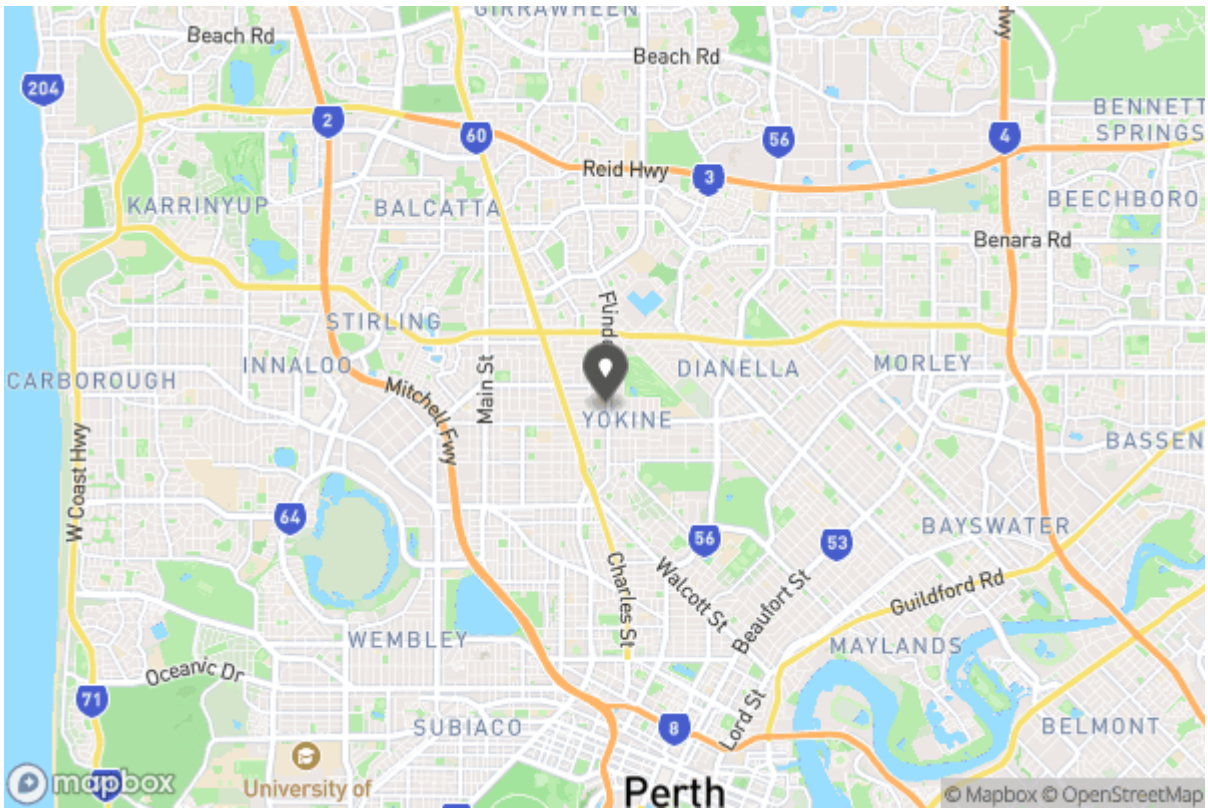 GIRRAWHEEN
Hwy
Beach Rd
Beach Rd
204
2
60
56
4
BENNETT
SPRINGS
Reid Hwy
3
KARRINYUP
BALCATTA
BEECHBORO
Benara Rd
Flinde
STIRLING
INNALOO
Main St
DIANELLA
MORLEY
CARBOROUGH
Mitchell Fwy
YOKINE
W Coast Hwy
BASSEN
64
56
53
BAYSWATER
Charles St
Walcott St
Beaufort St
Guildford Rd
WEMBLEY
MAYLANDS
Oceanic Dr
71
SUBIACO
8
Lord St
BELMONT
mapbox
University of
Perth
© Mapbox © OpenStreetMap